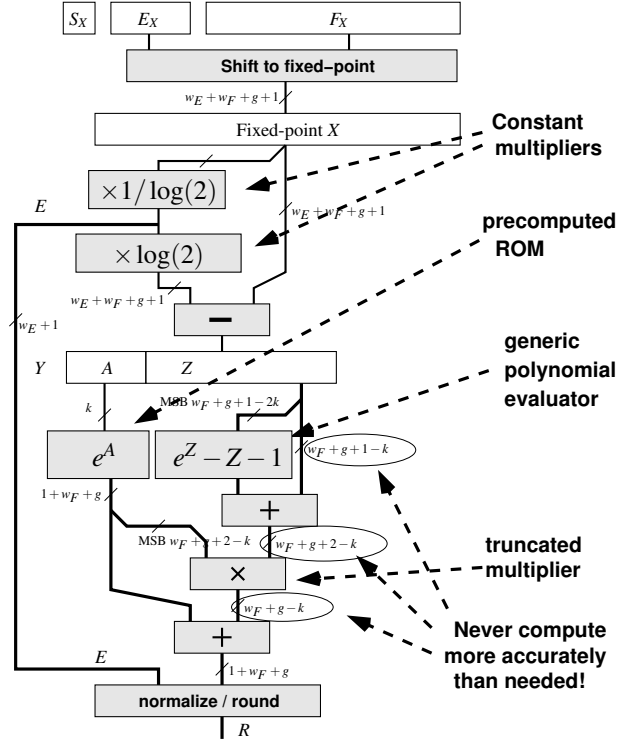 S_X E_X F_X
Shift to fixed–point
w_E + w_F + g + 1
Fixed-point X
Constant
multipliers
×1/log(2)
E
w_E + w_F + g + 1
precomputed
ROM
×log(2)
w_E + w_F + g + 1
w_E + 1
−
generic
polynomial
evaluator
Y A Z
k
MSB w_F + g + 1 − 2k
e^A
e^Z − Z − 1
w_F + g + 1 − k
1 + w_F + g
+
MSB w_F + g + 2 − k
w_F + g + 2 − k
truncated
multiplier
×
w_F + g − k
Never compute
more accurately
than needed!
+
E
1 + w_F + g
normalize / round
R